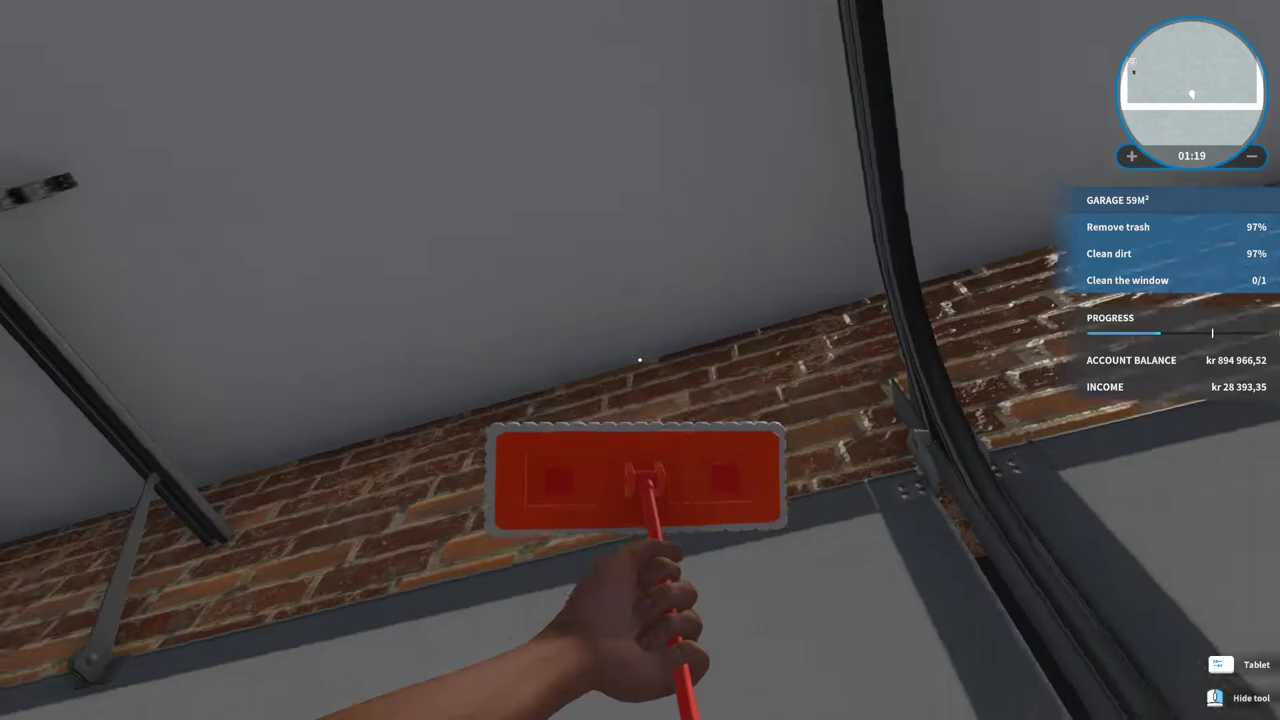 01:19
GARAGE 59M²
Remove trash 97%
Clean dirt 97%
Clean the window 0/1
PROGRESS
ACCOUNT BALANCE kr 894 966,52
INCOME kr 28 393,35
Tablet
Hide tool